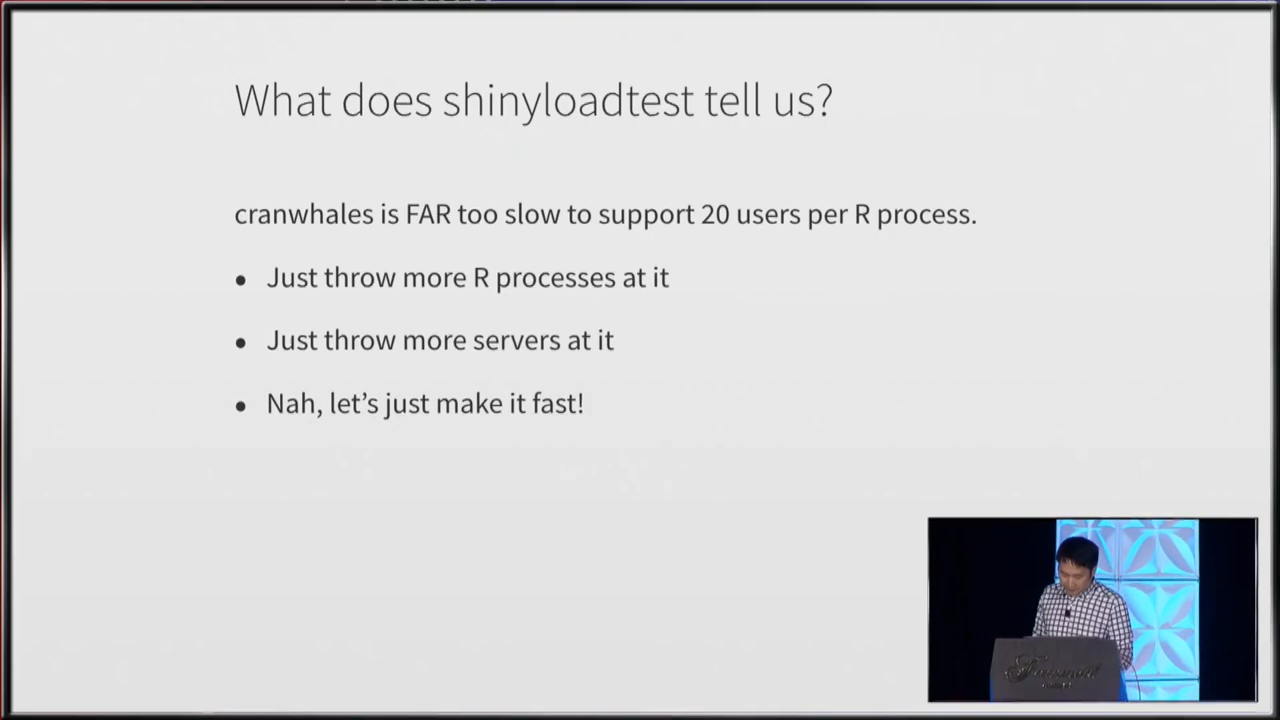 What does shinyloadtest tell us?
cranwhales is FAR too slow to support 20 users per R process.
• Just throw more R processes at it
• Just throw more servers at it
• Nah, let's just make it fast!
Fairmont